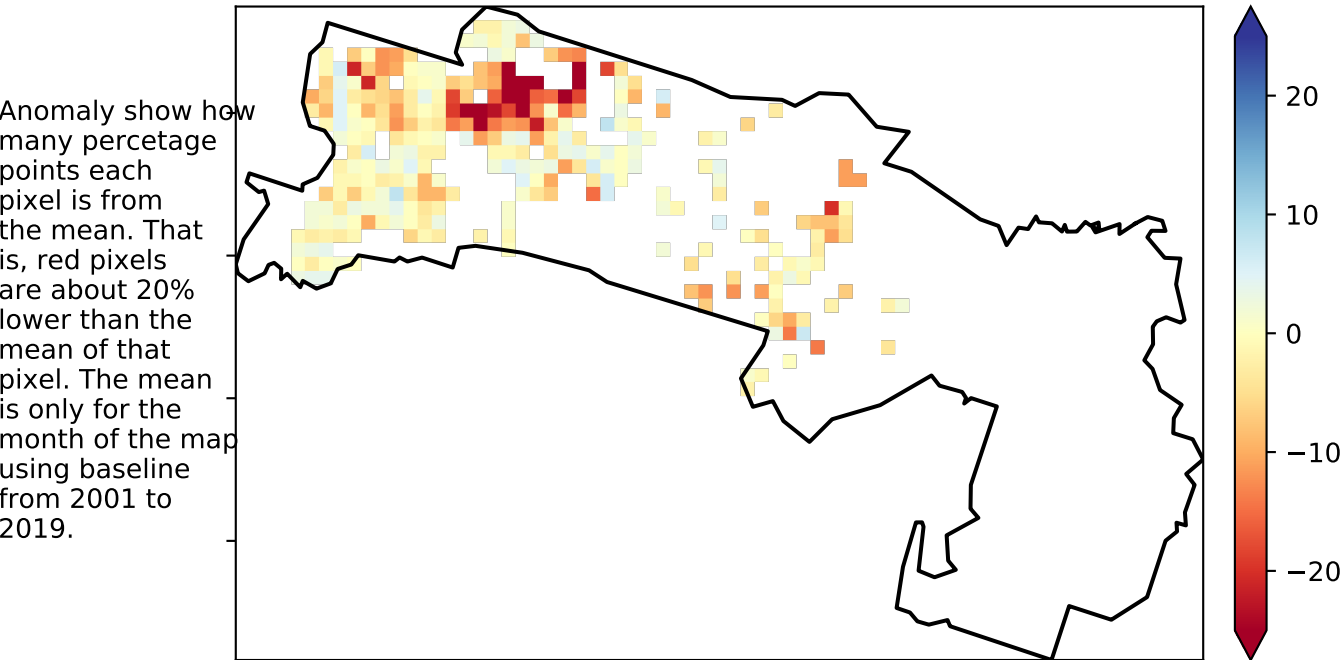 Anomaly show how
many percetage
points each
pixel is from
the mean. That
is, red pixels
are about 20%
lower than the
mean of that
pixel. The mean
is only for the
month of the map
using baseline
from 2001 to
2019.
20
10
0
−10
−20